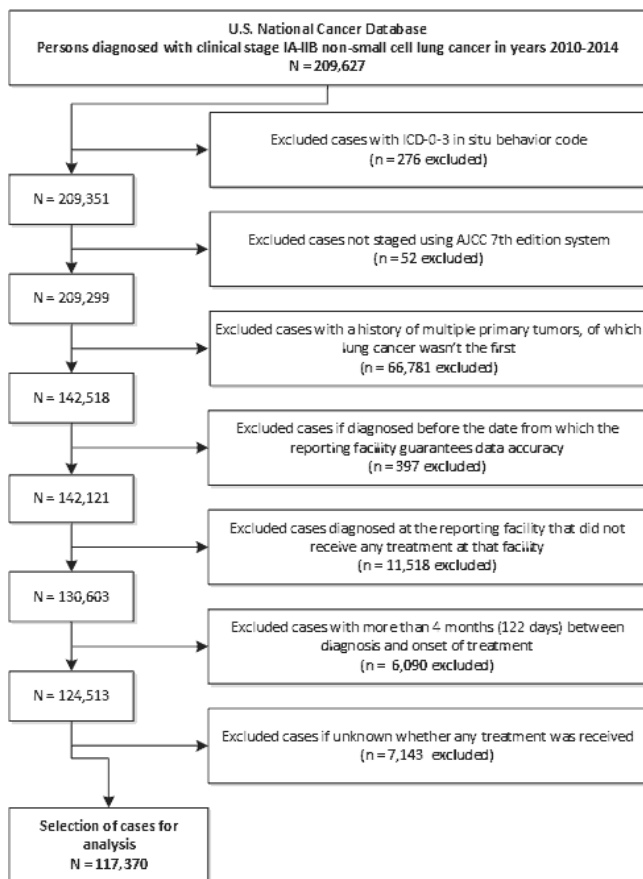 U.S. National Cancer Database
Persons diagnosed with clinical stage IA-IIB non-small cell lung cancer in years 2010-2014
N = 209,627
Excluded cases with ICD-0-3 in situ behavior code
(n = 276 excluded)
N = 209,351
Excluded cases not staged using AJCC 7th edition system
(n = 52 excluded)
N = 209,299
Excluded cases with a history of multiple primary tumors, of which
lung cancer wasn't the first
(n = 66,781 excluded)
N = 142,518
Excluded cases if diagnosed before the date from which the
reporting facility guarantees data accuracy
(n = 397 excluded)
N = 142,121
Excluded cases diagnosed at the reporting facility that did not
receive any treatment at that facility
(n = 11,518 excluded)
N = 130,603
Excluded cases with more than 4 months (122 days) between
diagnosis and onset of treatment
(n = 6,090 excluded)
N = 124,513
Excluded cases if unknown whether any treatment was received
(n = 7,143 excluded)
Selection of cases for
analysis
N = 117,370